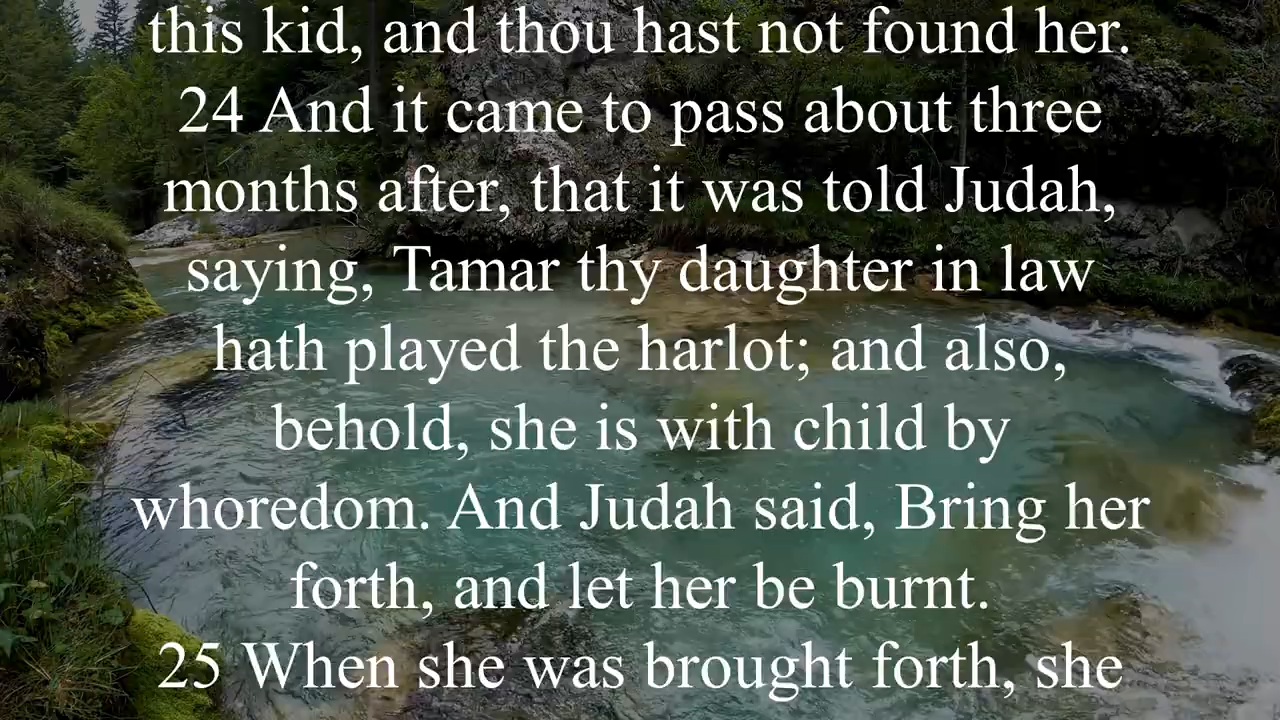 this kid, and thou hast not found her.
24 And it came to pass about three
months after, that it was told Judah,
saying, Tamar thy daughter in law
hath played the harlot; and also,
behold, she is with child by
whoredom. And Judah said, Bring her
forth, and let her be burnt.
25 When she was brought forth, she